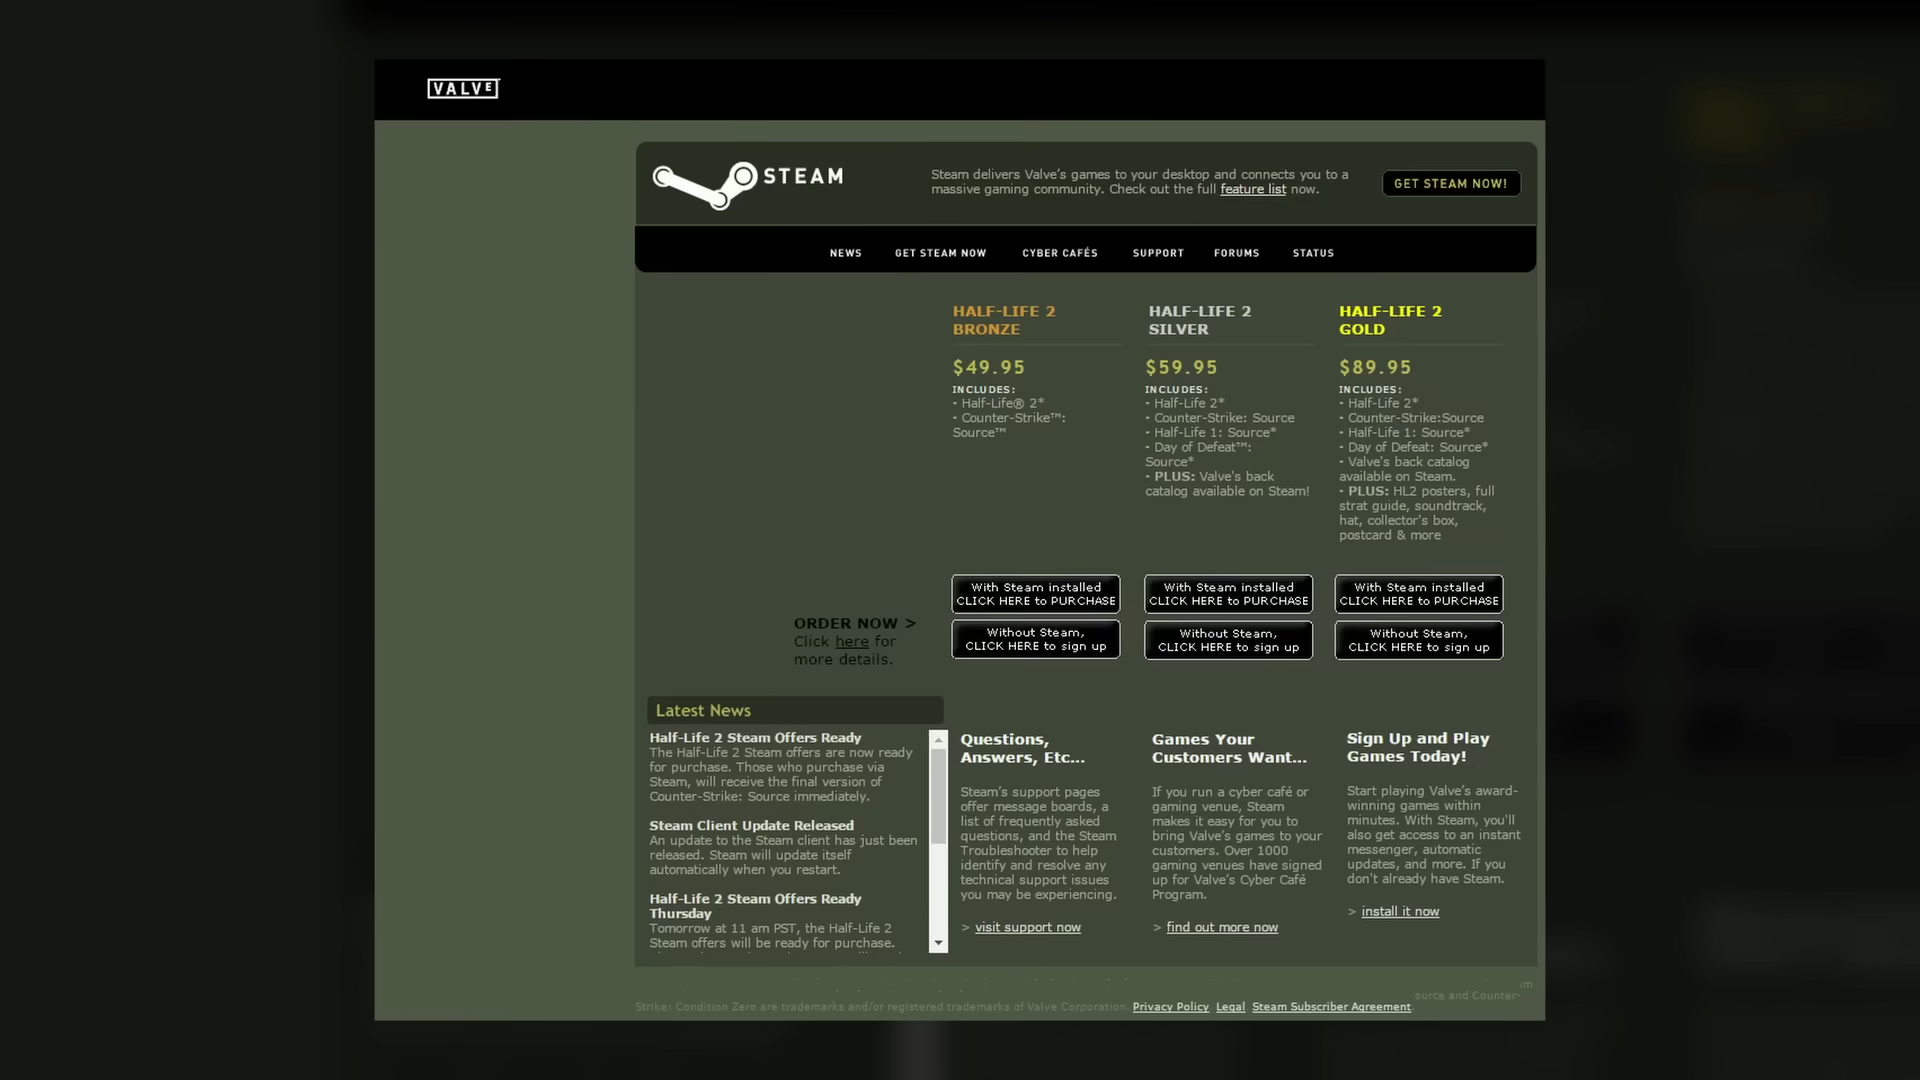 VALVE
STEAM
Steam delivers Valve's games to your desktop and connects you to a
massive gaming community. Check out the full feature list now.
GET STEAM NOW!
NEWS GET STEAM NOW CYBER CAFÉS SUPPORT FORUMS STATUS
HALF-LIFE 2
BRONZE
$49.95
INCLUDES:
- Half-Life® 2*
- Counter-Strike™:
Source™
With Steam installed
CLICK HERE to PURCHASE
Without Steam,
CLICK HERE to sign up
HALF-LIFE 2
SILVER
$59.95
INCLUDES:
- Half-Life 2*
- Counter-Strike: Source
- Half-Life 1: Source*
- Day of Defeat™:
Source*
- PLUS: Valve's back
catalog available on Steam!
With Steam installed
CLICK HERE to PURCHASE
Without Steam,
CLICK HERE to sign up
HALF-LIFE 2
GOLD
$89.95
INCLUDES:
- Half-Life 2*
- Counter-Strike:Source
- Half-Life 1: Source*
- Day of Defeat: Source*
- Valve's back catalog
available on Steam.
- PLUS: HL2 posters, full
strat guide, soundtrack,
hat, collector's box,
postcard & more
With Steam installed
CLICK HERE to PURCHASE
Without Steam,
CLICK HERE to sign up
ORDER NOW >
Click here for
more details.
Latest News
Half-Life 2 Steam Offers Ready
The Half-Life 2 Steam offers are now ready
for purchase. Those who purchase via
Steam, will receive the final version of
Counter-Strike: Source immediately.
Steam Client Update Released
An update to the Steam client has just been
released. Steam will update itself
automatically when you restart.
Half-Life 2 Steam Offers Ready
Thursday
Tomorrow at 11 am PST, the Half-Life 2
Steam offers will be ready for purchase.
Questions,
Answers, Etc...
Steam's support pages
offer message boards, a
list of frequently asked
questions, and the Steam
Troubleshooter to help
identify and resolve any
technical support issues
you may be experiencing.
> visit support now
Games Your
Customers Want...
If you run a cyber café or
gaming venue, Steam
makes it easy for you to
bring Valve's games to your
customers. Over 1000
gaming venues have signed
up for Valve's Cyber Café
Program.
> find out more now
Sign Up and Play
Games Today!
Start playing Valve's award-
winning games within
minutes. With Steam, you'll
also get access to an instant
messenger, automatic
updates, and more. If you
don't already have Steam.
> install it now
ource and Counter-
Strike: Condition Zero are trademarks and/or registered trademarks of Valve Corporation. Privacy Policy Legal Steam Subscriber Agreement